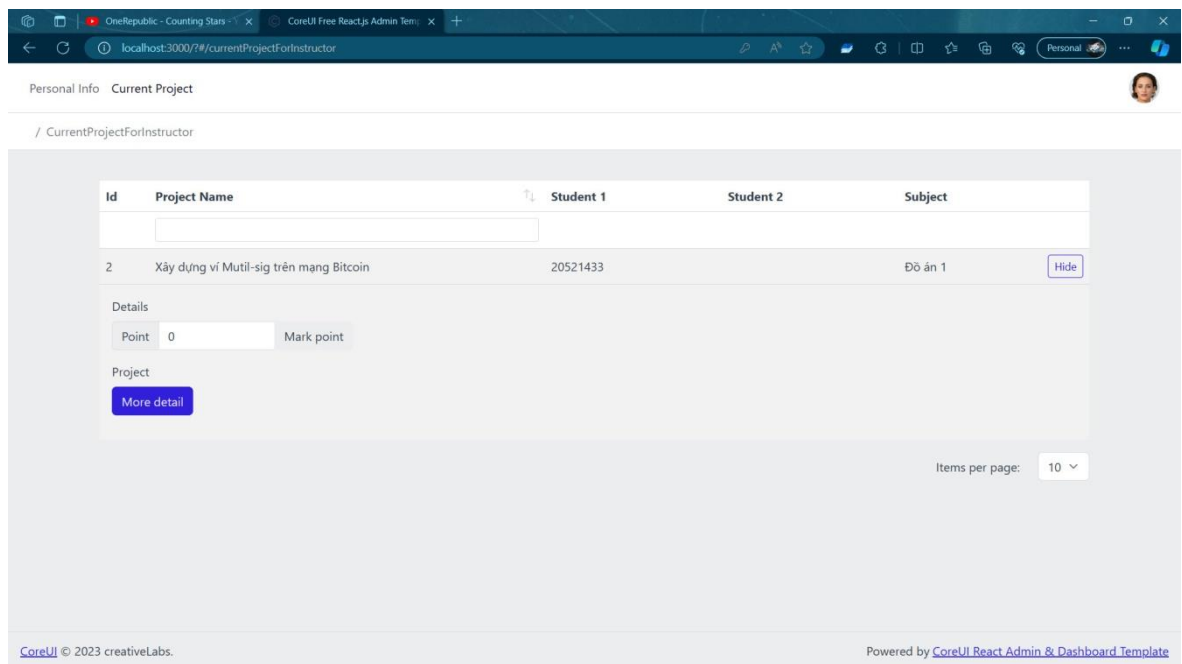 OneRepublic - Counting Stars -
CoreUI Free React.js Admin Tem
localhost:3000/?#/currentProjectForInstructor
Personal
Personal Info Current Project
/ CurrentProjectForInstructor
Id Project Name Student 1 Student 2 Subject
2 Xây dựng ví Mutil-sig trên mạng Bitcoin 20521433 Đồ án 1 Hide
Details
Point 0 Mark point
Project
More detail
Items per page: 10
CoreUI © 2023 creativeLabs. Powered by CoreUI React Admin & Dashboard Template